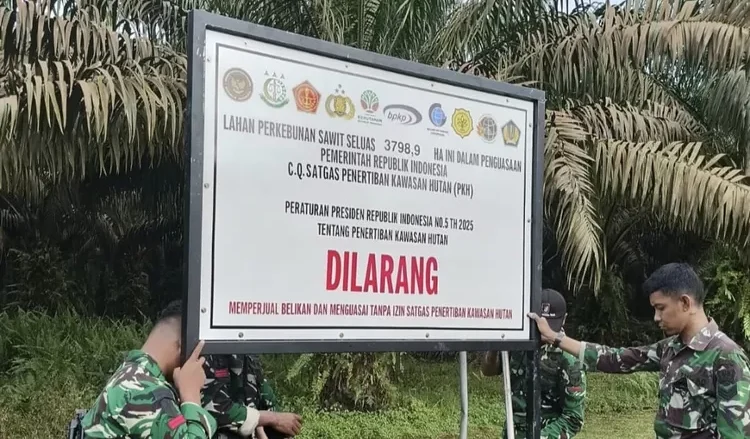 bpkp
LAHAN PERKEBUNAN SAWIT SELUAS 3798,9 HA INI DALAM PENGUASAAN
PEMERINTAH REPUBLIK INDONESIA
C.Q.SATGAS PENERTIBAN KAWASAN HUTAN (PKH)
PERATURAN PRESIDEN REPUBLIK INDONESIA NO.5 TH 2025
TENTANG PENERTIBAN KAWASAN HUTAN
DILARANG
MEMPERJUAL BELIKAN DAN MENGUASAI TANPA IZIN SATGAS PENERTIBAN KAWASAN HUTAN